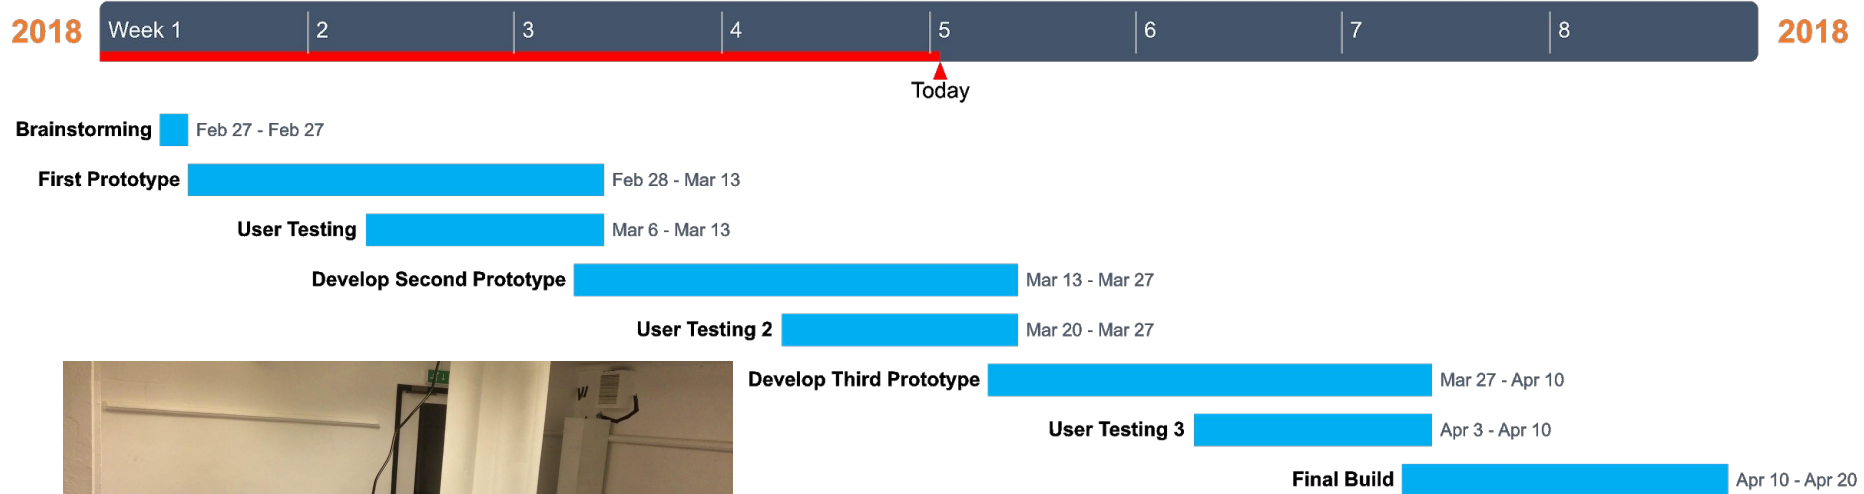 2018 Week 1 2 3 4 5 6 7 8 2018
Today
Brainstorming Feb 27 - Feb 27
First Prototype Feb 28 - Mar 13
User Testing Mar 6 - Mar 13
Develop Second Prototype Mar 13 - Mar 27
User Testing 2 Mar 20 - Mar 27
Develop Third Prototype Mar 27 - Apr 10
User Testing 3 Apr 3 - Apr 10
Final Build Apr 10 - Apr 20